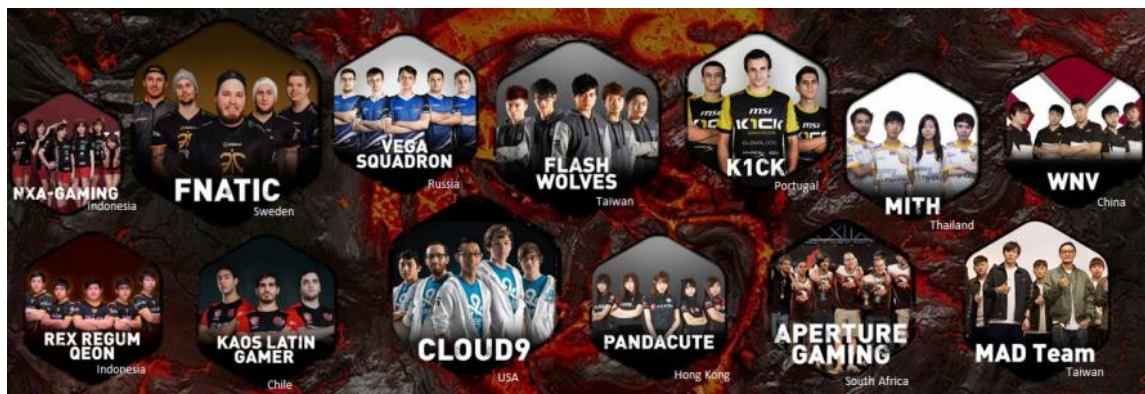 NXA-GAMING
Indonesia
FNATIC
Sweden
VEGA
SQUADRON
Russia
FLASH
WOLVES
Taiwan
msi
K1CK
Portugal
MITH
Thailand
WNV
China
REX REGUM
QEON
Indonesia
KAOS LATIN
GAMER
Chile
CLOUD9
USA
PANDACUTE
Hong Kong
APERTURE
GAMING
South Africa
MAD Team
Taiwan